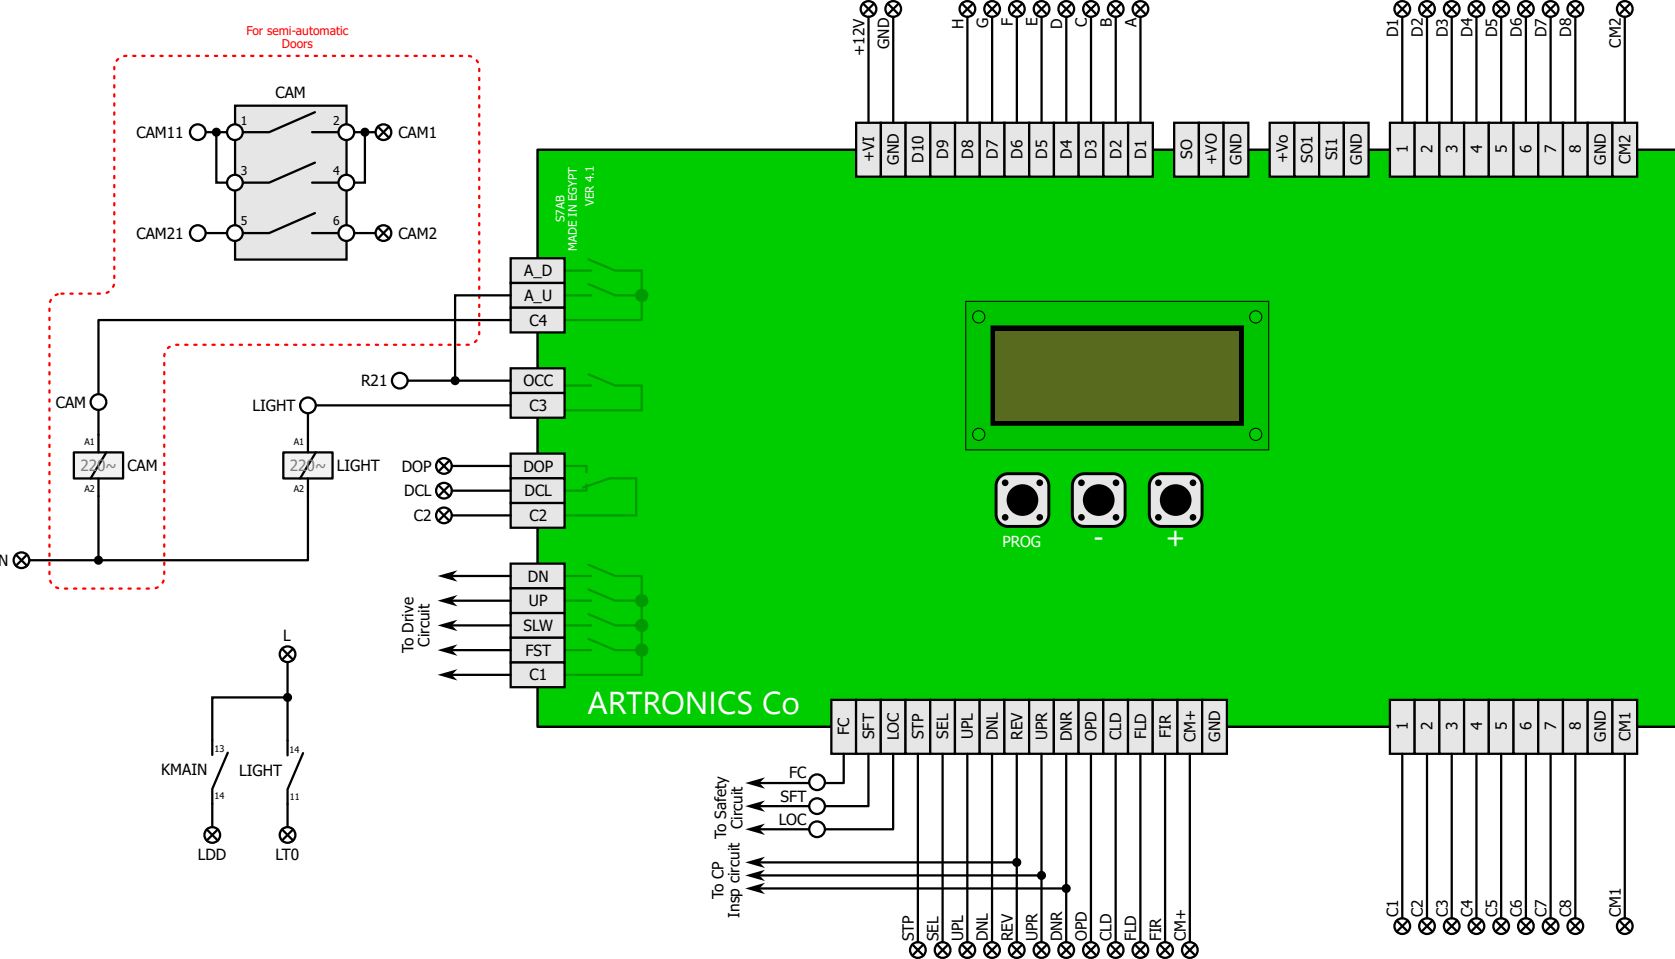 For semi-automatic
Doors
CAM
1 2
CAM11 CAM1
3 4
5 6
CAM21 CAM2
+12V GND H G F E D C B A
D1 D2 D3 D4 D5 D6 D7 D8 CM2
+VI GND D10 D9 D8 D7 D6 D5 D4 D3 D2 D1
SO +VO GND
+Vo SO1 SI1 GND
1 2 3 4 5 6 7 8 GND CM2
S7AB
MADE IN EGYPT
VER 4.1
A_D
A_U
C4
R21 OCC
LIGHT C3
CAM
A1 A1
220~ CAM 220~ LIGHT
A2 A2
DOP DOP
DCL DCL
C2 C2
N
To Drive
Circuit
DN
UP
SLW
FST
C1
PROG - +
ARTRONICS Co
L
13 14
KMAIN LIGHT
14 11
LDD LT0
FC SFT LOC STP SEL UPL DNL REV UPR DNR OPD CLD FLD FIR CM+ GND
1 2 3 4 5 6 7 8 GND CM1
To Safety
Circuit
FC
SFT
LOC
To CP
Insp circuit
STP SEL UPL DNL REV UPR DNR OPD CLD FLD FIR CM+
C1 C2 C3 C4 C5 C6 C7 C8 CM1